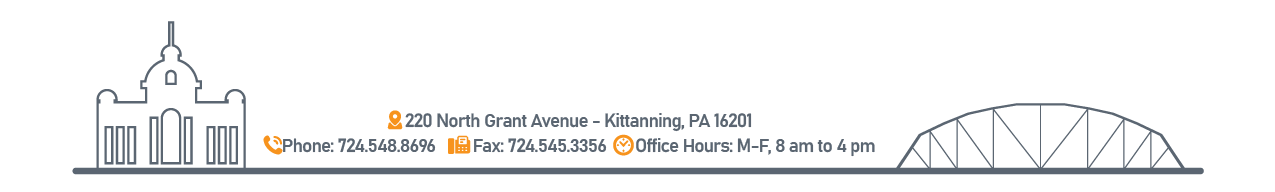 220 North Grant Avenue - Kittanning, PA 16201
Phone: 724.548.8696 Fax: 724.545.3356 Office Hours: M-F, 8 am to 4 pm